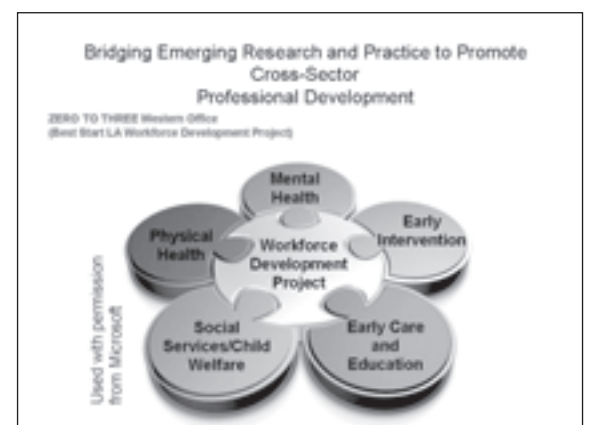 Bridging Emerging Research and Practice to Promote
Cross-Sector
Professional Development
ZERO TO THREE Western Office
(Best Start LA Workforce Development Project)
Mental
Health
Early
Intervention
Physical
Health
Workforce
Development
Project
Social
Services/Child
Welfare
Early Care
and
Education
Used with permission
from Microsoft